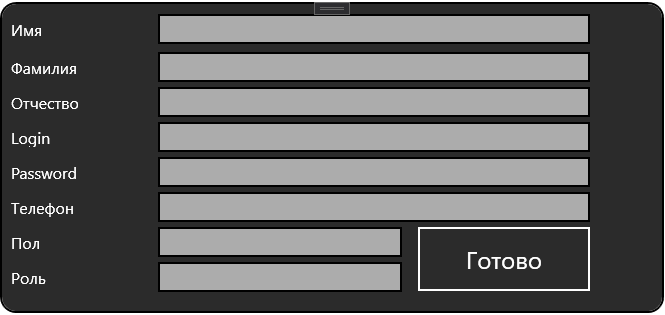 Имя
Фамилия
Отчество
Login
Password
Телефон
Пол
Готово
Роль